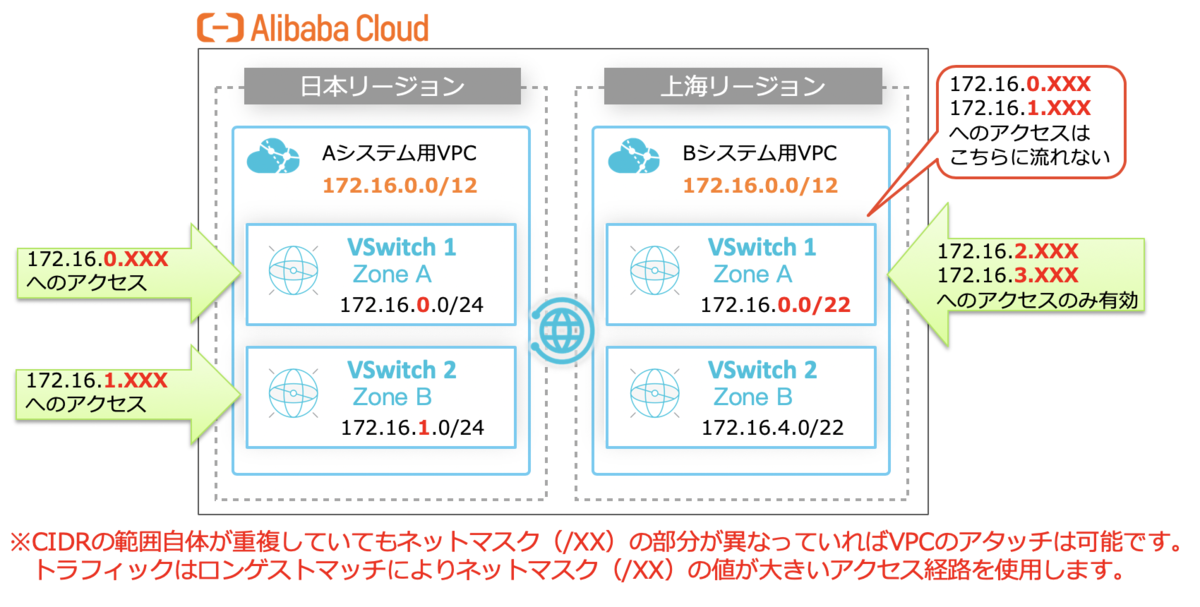 Alibaba Cloud
日本リージョン
Aシステム用VPC
172.16.0.0/12
VSwitch 1
Zone A
172.16.0.0/24
VSwitch 2
Zone B
172.16.1.0/24
172.16.0.XXX
へのアクセス
172.16.1.XXX
へのアクセス
上海リージョン
Bシステム用VPC
172.16.0.0/12
VSwitch 1
Zone A
172.16.0.0/22
VSwitch 2
Zone B
172.16.4.0/22
172.16.0.XXX
172.16.1.XXX
へのアクセスは
こちらに流れない
172.16.2.XXX
172.16.3.XXX
へのアクセスのみ有効
※CIDRの範囲自体が重複していてもネットマスク（/XX）の部分が異なっていればVPCのアタッチは可能です。
トラフィックはロンゲストマッチによりネットマスク（/XX）の値が大きいアクセス経路を使用します。